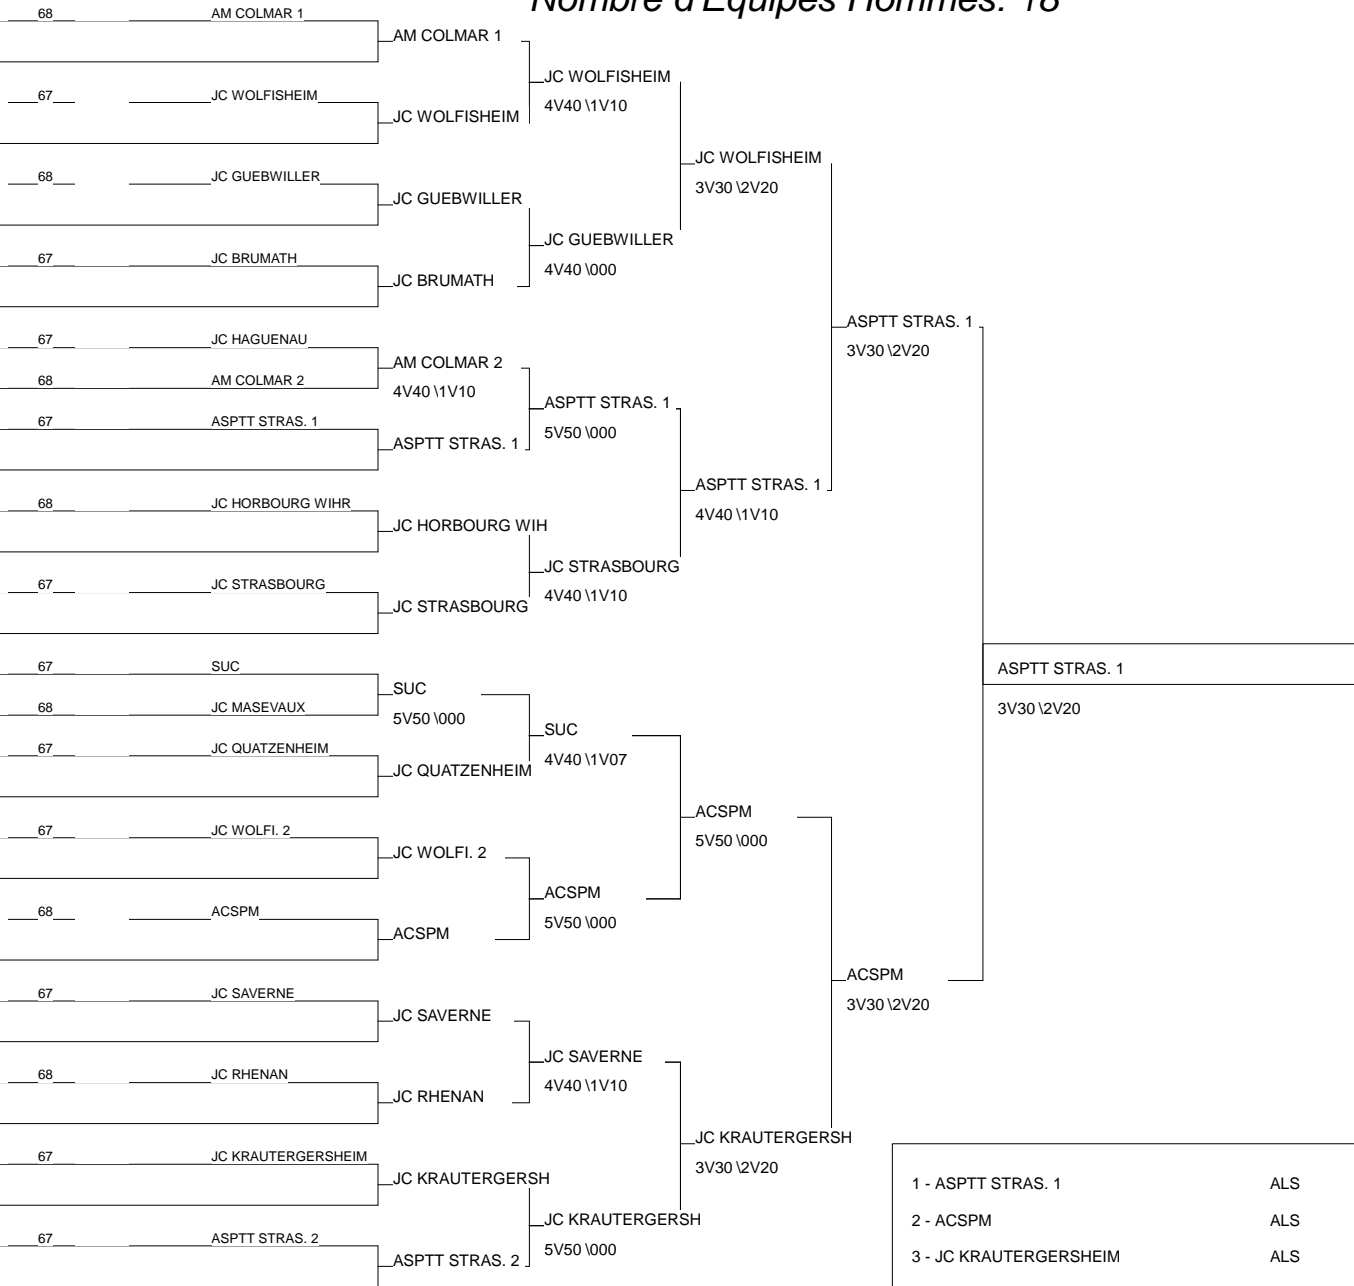 Nombre d'Equipes Hommes: 18
68 AM COLMAR 1
AM COLMAR 1
JC WOLFISHEIM
67 JC WOLFISHEIM
4V40 \1V10
JC WOLFISHEIM
JC WOLFISHEIM
68 JC GUEBWILLER
3V30 \2V20
JC GUEBWILLER
JC GUEBWILLER
67 JC BRUMATH
4V40 \000
JC BRUMATH
ASPTT STRAS. 1
67 JC HAGUENAU
3V30 \2V20
AM COLMAR 2
68 AM COLMAR 2
4V40 \1V10
ASPTT STRAS. 1
67 ASPTT STRAS. 1
5V50 \000
ASPTT STRAS. 1
ASPTT STRAS. 1
68 JC HORBOURG WIHR
4V40 \1V10
JC HORBOURG WIH
JC STRASBOURG
67 JC STRASBOURG
4V40 \1V10
JC STRASBOURG
67 SUC
ASPTT STRAS. 1
SUC
68 JC MASEVAUX
3V30 \2V20
5V50 \000
SUC
67 JC QUATZENHEIM
4V40 \1V07
JC QUATZENHEIM
ACSPM
67 JC WOLFI. 2
5V50 \000
JC WOLFI. 2
ACSPM
68 ACSPM
5V50 \000
ACSPM
ACSPM
67 JC SAVERNE
3V30 \2V20
JC SAVERNE
JC SAVERNE
68 JC RHENAN
4V40 \1V10
JC RHENAN
JC KRAUTERGERSH
67 JC KRAUTERGERSHEIM
3V30 \2V20
JC KRAUTERGERSH
1 - ASPTT STRAS. 1 ALS
JC KRAUTERGERSH
2 - ACSPM ALS
67 ASPTT STRAS. 2
5V50 \000
3 - JC KRAUTERGERSHEIM ALS
ASPTT STRAS. 2